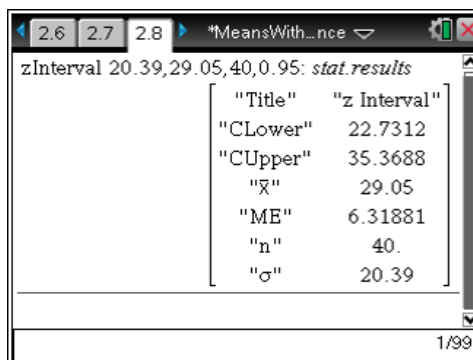 2.6 2.7 2.8 *MeansWith…nce
zInterval 20.39,29.05,40,0.95: stat.results
"Title" "z Interval"
"CLower" 22.7312
"CUpper" 35.3688
"x̄" 29.05
"ME" 6.31881
"n" 40.
"σ" 20.39
1/99